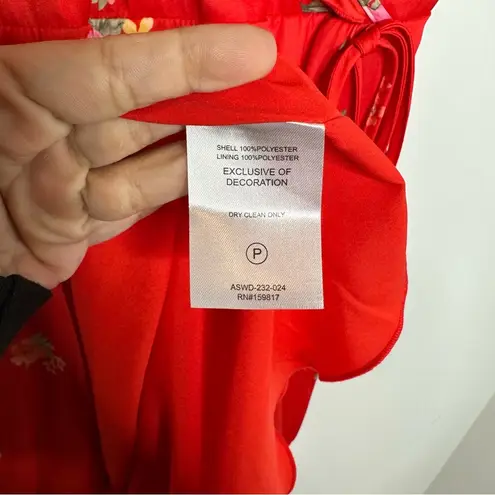 SHELL 100%POLYESTER
LINING 100%POLYESTER
EXCLUSIVE OF
DECORATION
DRY CLEAN ONLY
P
ASWD-232-024
RN#159817